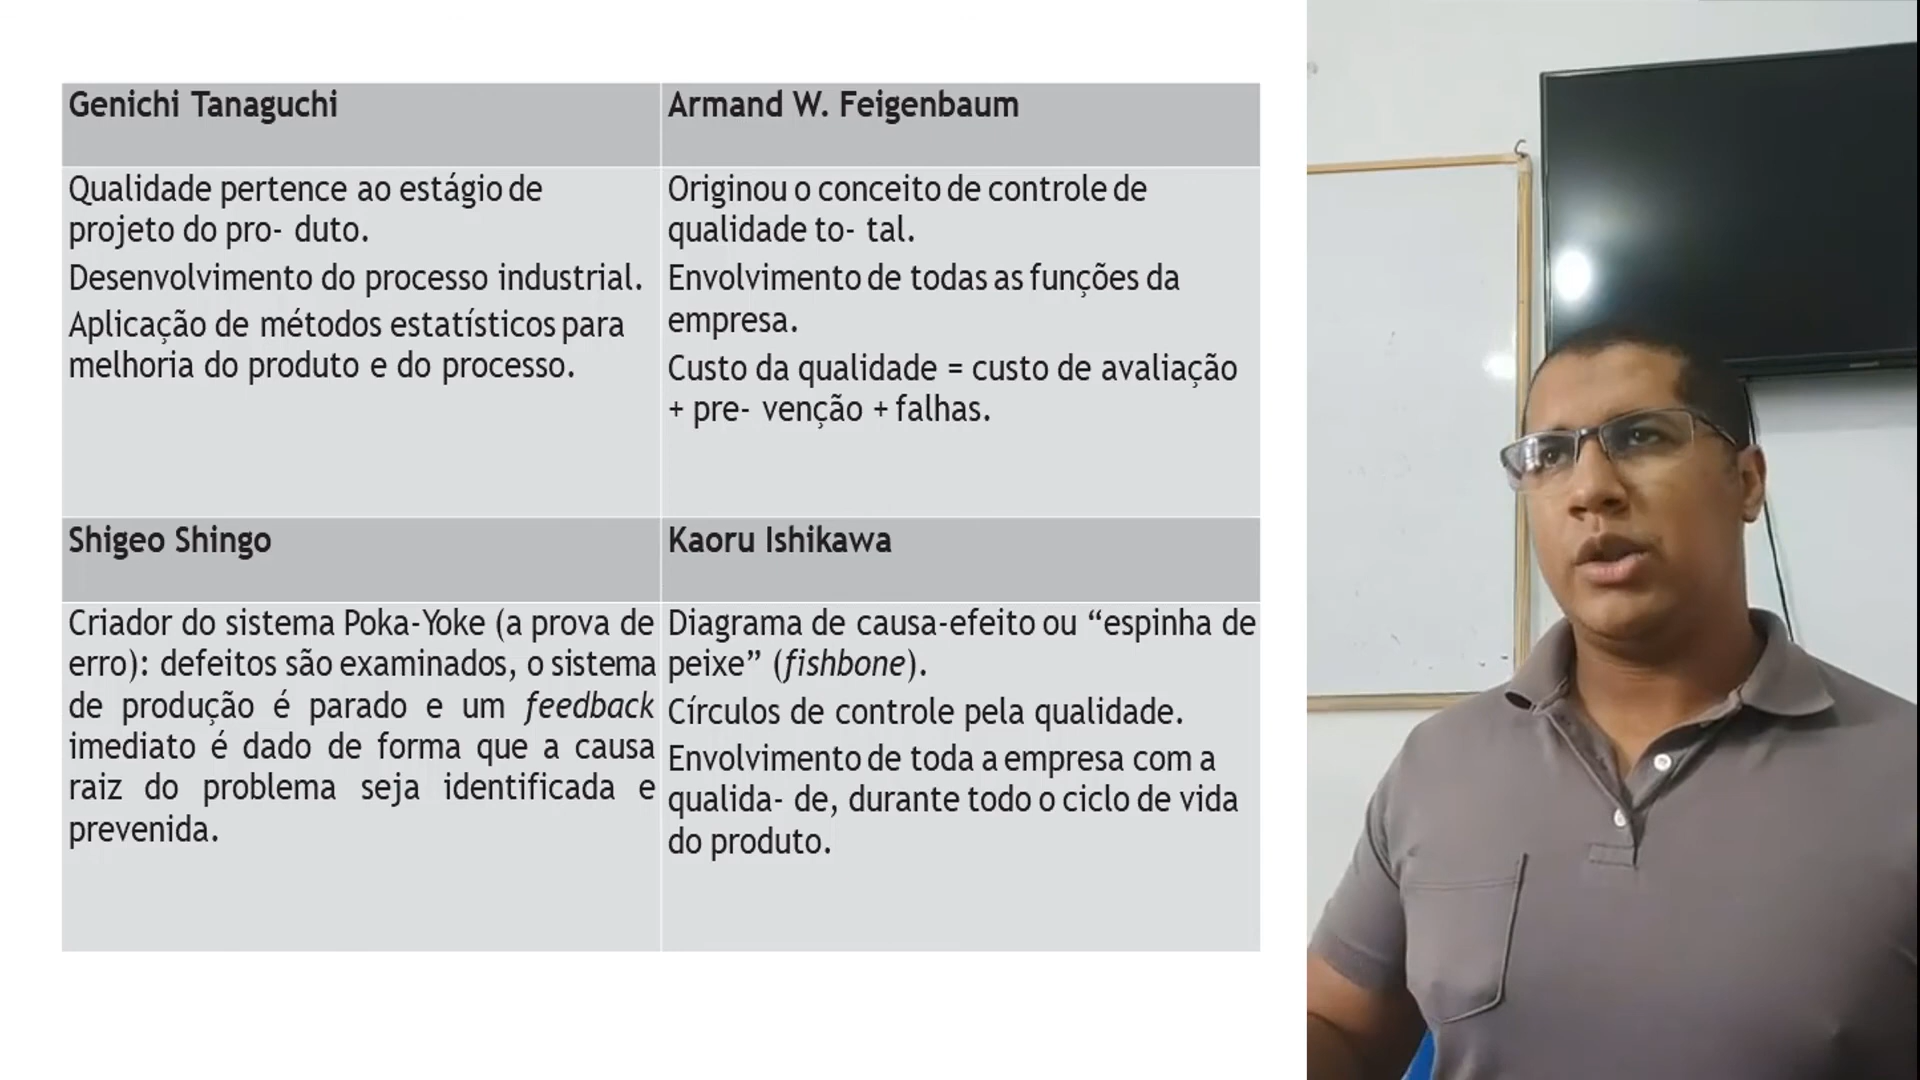 Genichi Tanaguchi
Armand W. Feigenbaum
Qualidade pertence ao estágio de
projeto do pro- duto.
Desenvolvimento do processo industrial.
Aplicação de métodos estatísticos para
melhoria do produto e do processo.
Originou o conceito de controle de
qualidade to- tal.
Envolvimento de todas as funções da
empresa.
Custo da qualidade = custo de avaliação
+ pre- venção + falhas.
Shigeo Shingo
Kaoru Ishikawa
Criador do sistema Poka-Yoke (a prova de
erro): defeitos são examinados, o sistema
de produção é parado e um feedback
imediato é dado de forma que a causa
raiz do problema seja identificada e
prevenida.
Diagrama de causa-efeito ou “espinha de
peixe” (fishbone).
Círculos de controle pela qualidade.
Envolvimento de toda a empresa com a
qualida- de, durante todo o ciclo de vida
do produto.